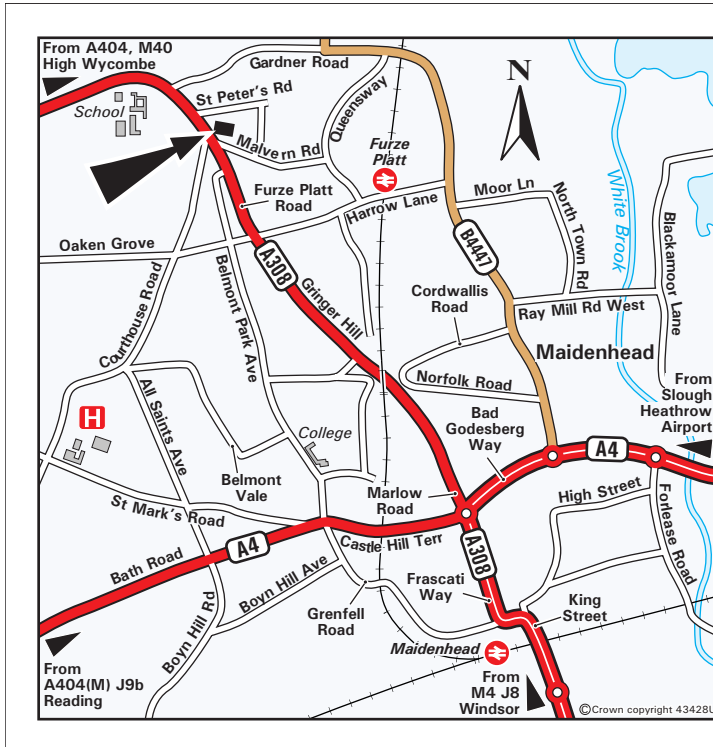 From A404, M40
High Wycombe
Gardner Road
N
St Peter's Rd
School
Queensway
Malvern Rd
Furze
Platt
Furze Platt
Road
Harrow Lane
Moor Ln
North Town Rd
White Brook
Blackamoor Lane
Oaken Grove
A308
B4447
Belmont Park Ave
Gringer Hill
Cordwallis
Road
Ray Mill Rd West
Courthouse Road
Maidenhead
Norfolk Road
From
Slough
Heathrow
Airport
All Saints Ave
H
Bad
Godesberg
Way
College
A4
Belmont
Vale
Marlow
Road
High Street
St Mark's Road
Forlease Road
A4
Castle Hill Terr
A308
Bath Road
Boyn Hill Ave
Frascati
Way
Grenfell
Road
King
Street
Boyn Hill Rd
Maidenhead
From
A404(M) J9b
Reading
From
M4 J8
Windsor
©Crown copyright 43428U